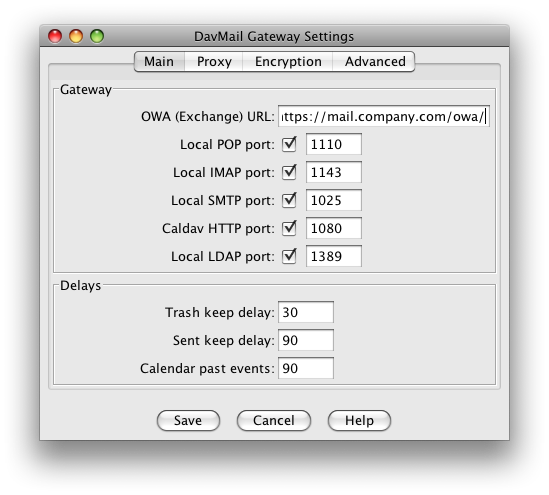 DavMail Gateway Settings
Main Proxy Encryption Advanced
Gateway
OWA (Exchange) URL: ttps://mail.company.com/owa/
Local POP port: 1110
Local IMAP port: 1143
Local SMTP port: 1025
Caldav HTTP port: 1080
Local LDAP port: 1389
Delays
Trash keep delay: 30
Sent keep delay: 90
Calendar past events: 90
Save Cancel Help